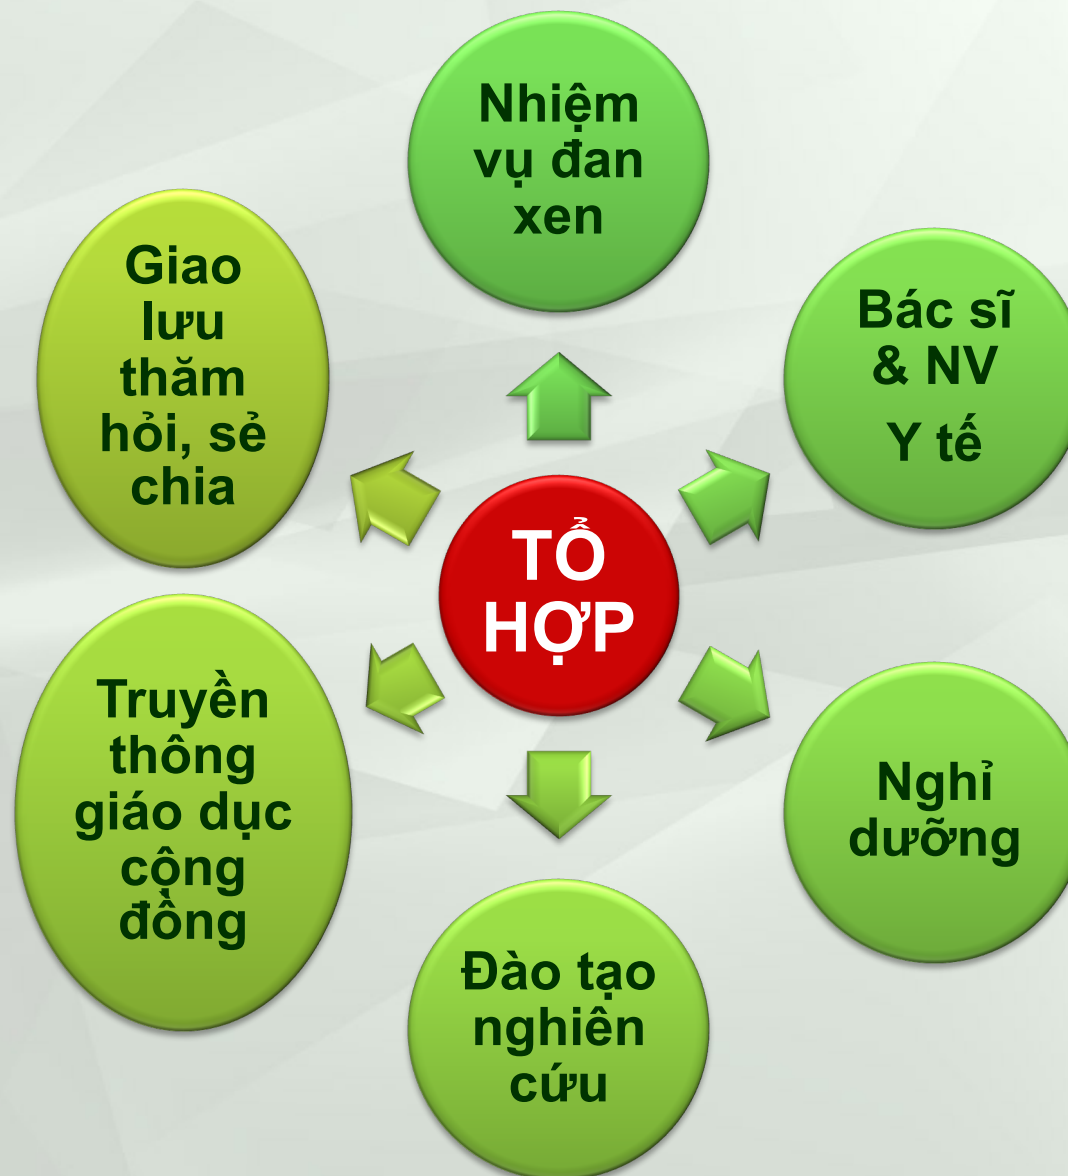 Nhiệm
vụ đan
xen
Bác sĩ
& NV
Y tế
Nghỉ
dưỡng
Đào tạo
nghiên
cứu
Truyền
thông
giáo dục
cộng
đồng
Giao
lưu
thăm
hỏi, sẻ
chia
TỔ
HỢP